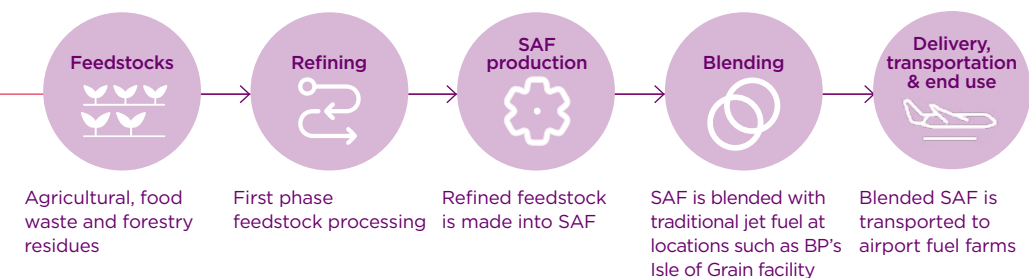 Feedstocks
Refining
SAF
production
Blending
Delivery,
transportation
& end use
Agricultural, food
waste and forestry
residues
First phase
feedstock processing
Refined feedstock
is made into SAF
SAF is blended with
traditional jet fuel at
locations such as BP’s
Isle of Grain facility
Blended SAF is
transported to
airport fuel farms